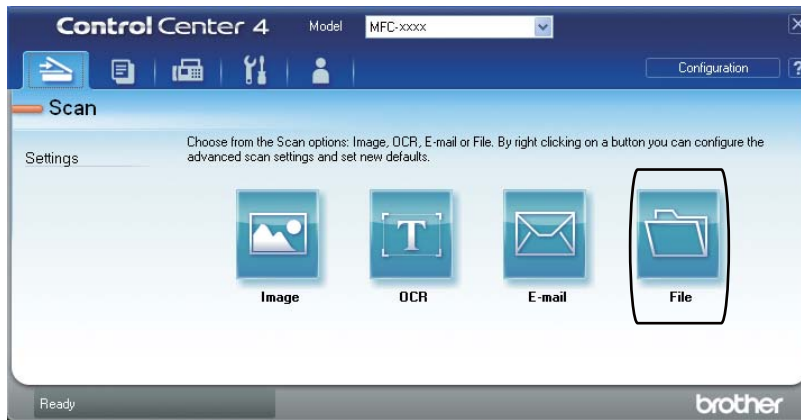 Control Center 4
Model
MFC-xxxx
Configuration
?
Scan
Settings
Choose from the Scan options: Image, OCR, E-mail or File. By right clicking on a button you can configure the
advanced scan settings and set new defaults.
T
Image
OCR
E-mail
File
Ready
brother